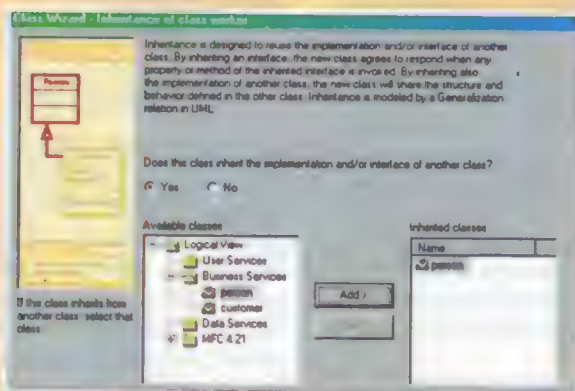 Class Wizard - Inheritance of class worker
Inheritance is designed to reuse the implementation and/or interface of another
class. By inheriting an interface, the new class agrees to respond when any
property or method of the inherited interface is invoked. By inheriting also
the implementation of another class, the new class will share the structure and
behavior defined in the other class. Inheritance is modeled by a Generalization
relation in UML.
Person
Does this class inherit the implementation and/or interface of another class?
Yes No
Available classes
Logical View
User Services
Business Services
person
customer
Data Services
MFC 4.21
Add >
Inherited classes
Name
person
If this class inherits from
another class, select that
class.